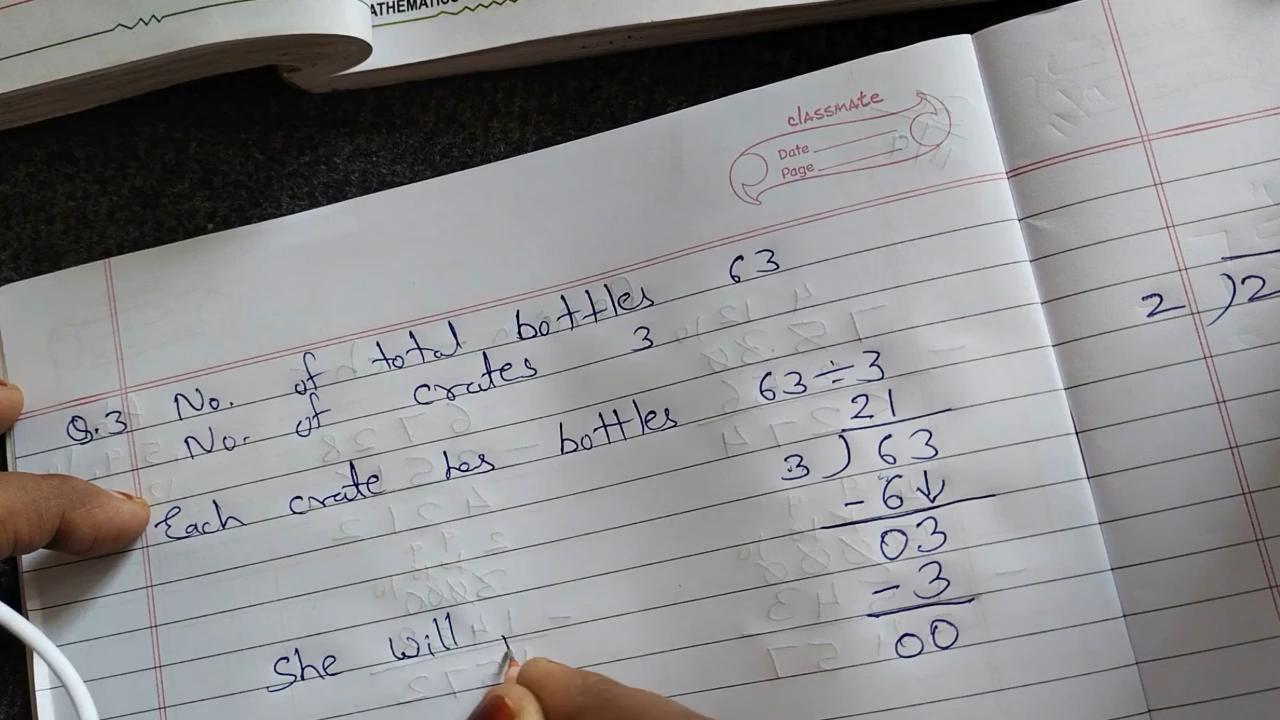 ATHEMATICS
classmate
Date
Page
Q.3 No. of total bottles 63
No. of crates 3
Each crate has bottles 63÷3
21
3 ) 63
- 6↓
03
- 3
00
She will
2 ) 2